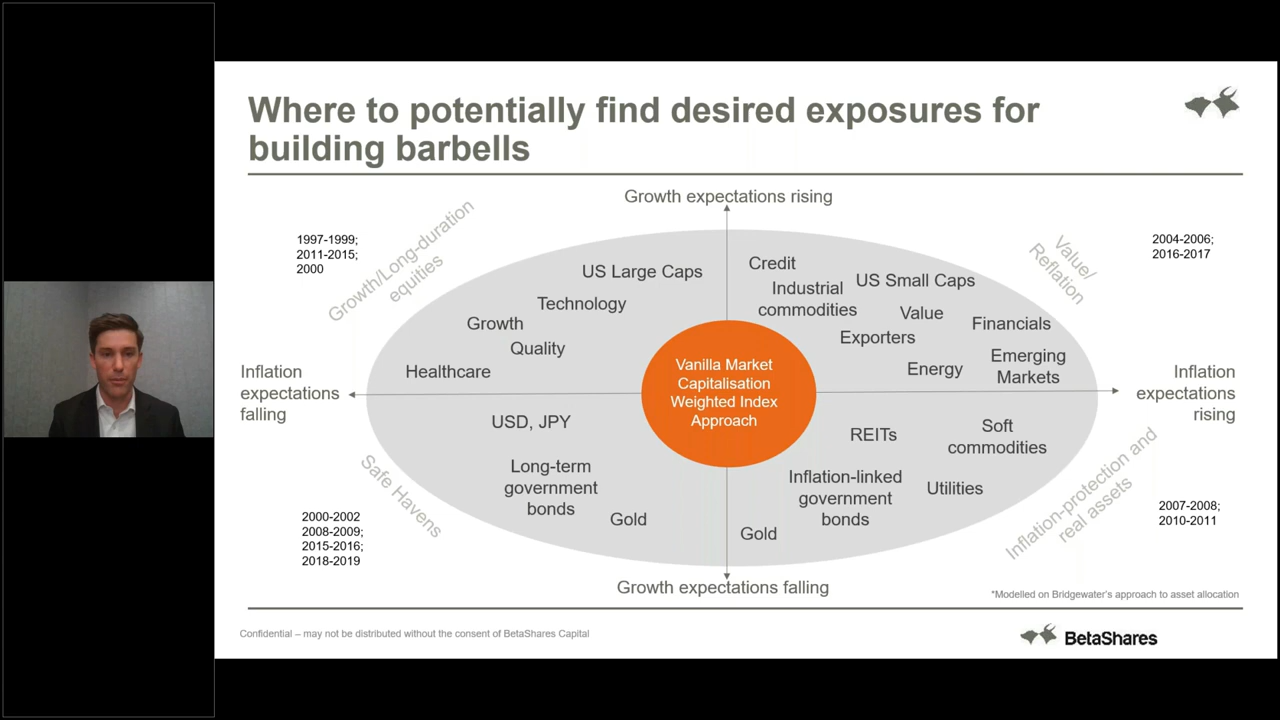 Where to potentially find desired exposures for
building barbells
Growth expectations rising
1997-1999;
2011-2015;
2000
Growth/Long-duration
equities
2004-2006;
2016-2017
Value/
Reflation
US Large Caps
Technology
Growth
Quality
Healthcare
Credit
Industrial
commodities
US Small Caps
Value
Exporters
Financials
Energy
Emerging
Markets
Inflation
expectations
falling
Vanilla Market
Capitalisation
Weighted Index
Approach
Inflation
expectations
rising
USD, JPY
Long-term
government
bonds
Gold
REITs
Soft
commodities
Inflation-linked
government
bonds
Utilities
Gold
Safe Havens
2000-2002
2008-2009;
2015-2016;
2018-2019
Inflation-protection and
real assets
2007-2008;
2010-2011
Growth expectations falling
*Modelled on Bridgewater's approach to asset allocation
Confidential – may not be distributed without the consent of BetaShares Capital
BetaShares